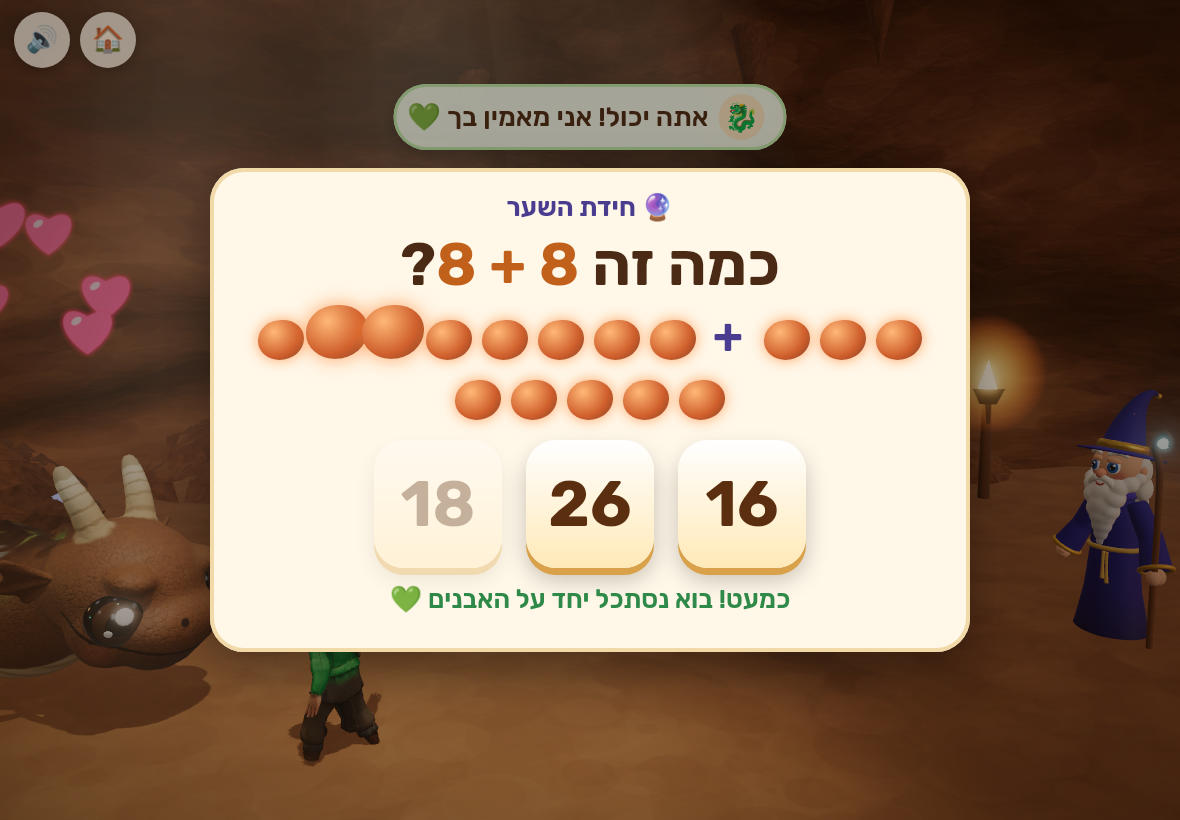 אתה יכול! אני מאמין בך 💚
🔮 חידת השער
כמה זה 8 + 8?
+
16 26 18
כמעט! בוא נסתכל יחד על האבנים 💚